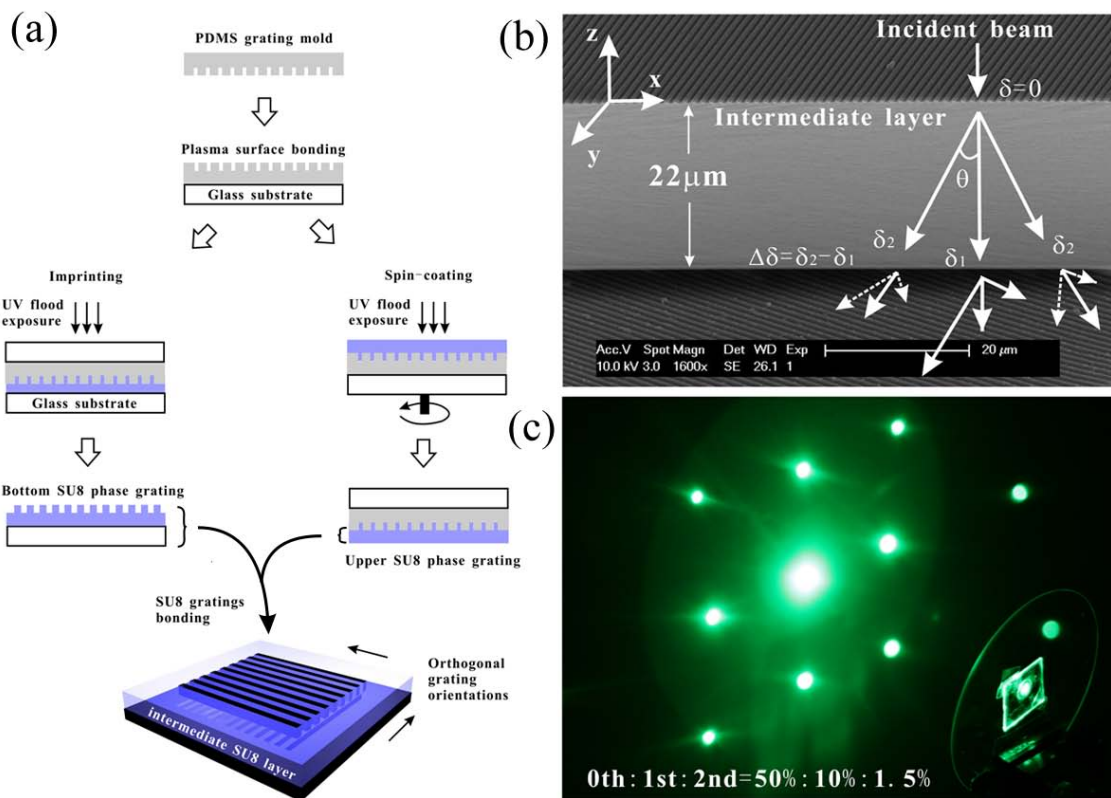 (a)
PDMS grating mold
Plasma surface bonding
Glass substrate
Imprinting
UV flood
exposure
Glass substrate
Spin-coating
UV flood
exposure
Bottom SU8 phase grating
Upper SU8 phase grating
SU8 gratings
bonding
Orthogonal
grating
orientations
intermediate SU8 layer
(b)
z
x
y
Incident beam
δ=0
Intermediate layer
22μm
θ
δ2
δ1
δ2
Δδ=δ2-δ1
Acc.V Spot Magn Det WD Exp
20 μm
10.0 kV 3.0 1600x SE 26.1 1
(c)
0th:1st:2nd=50%:10%:1.5%